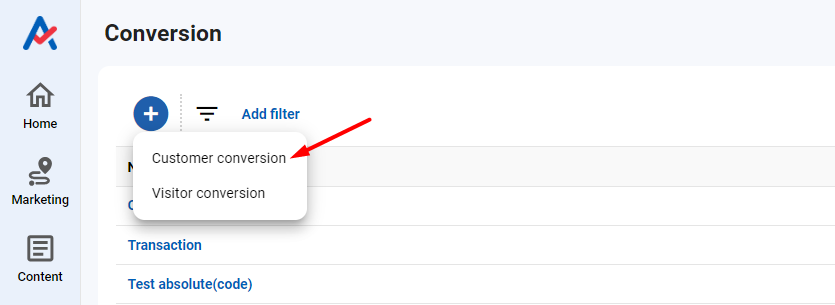 Conversion
Home
Marketing
Content
Add filter
Customer conversion
Visitor conversion
Transaction
Test absolute(code)